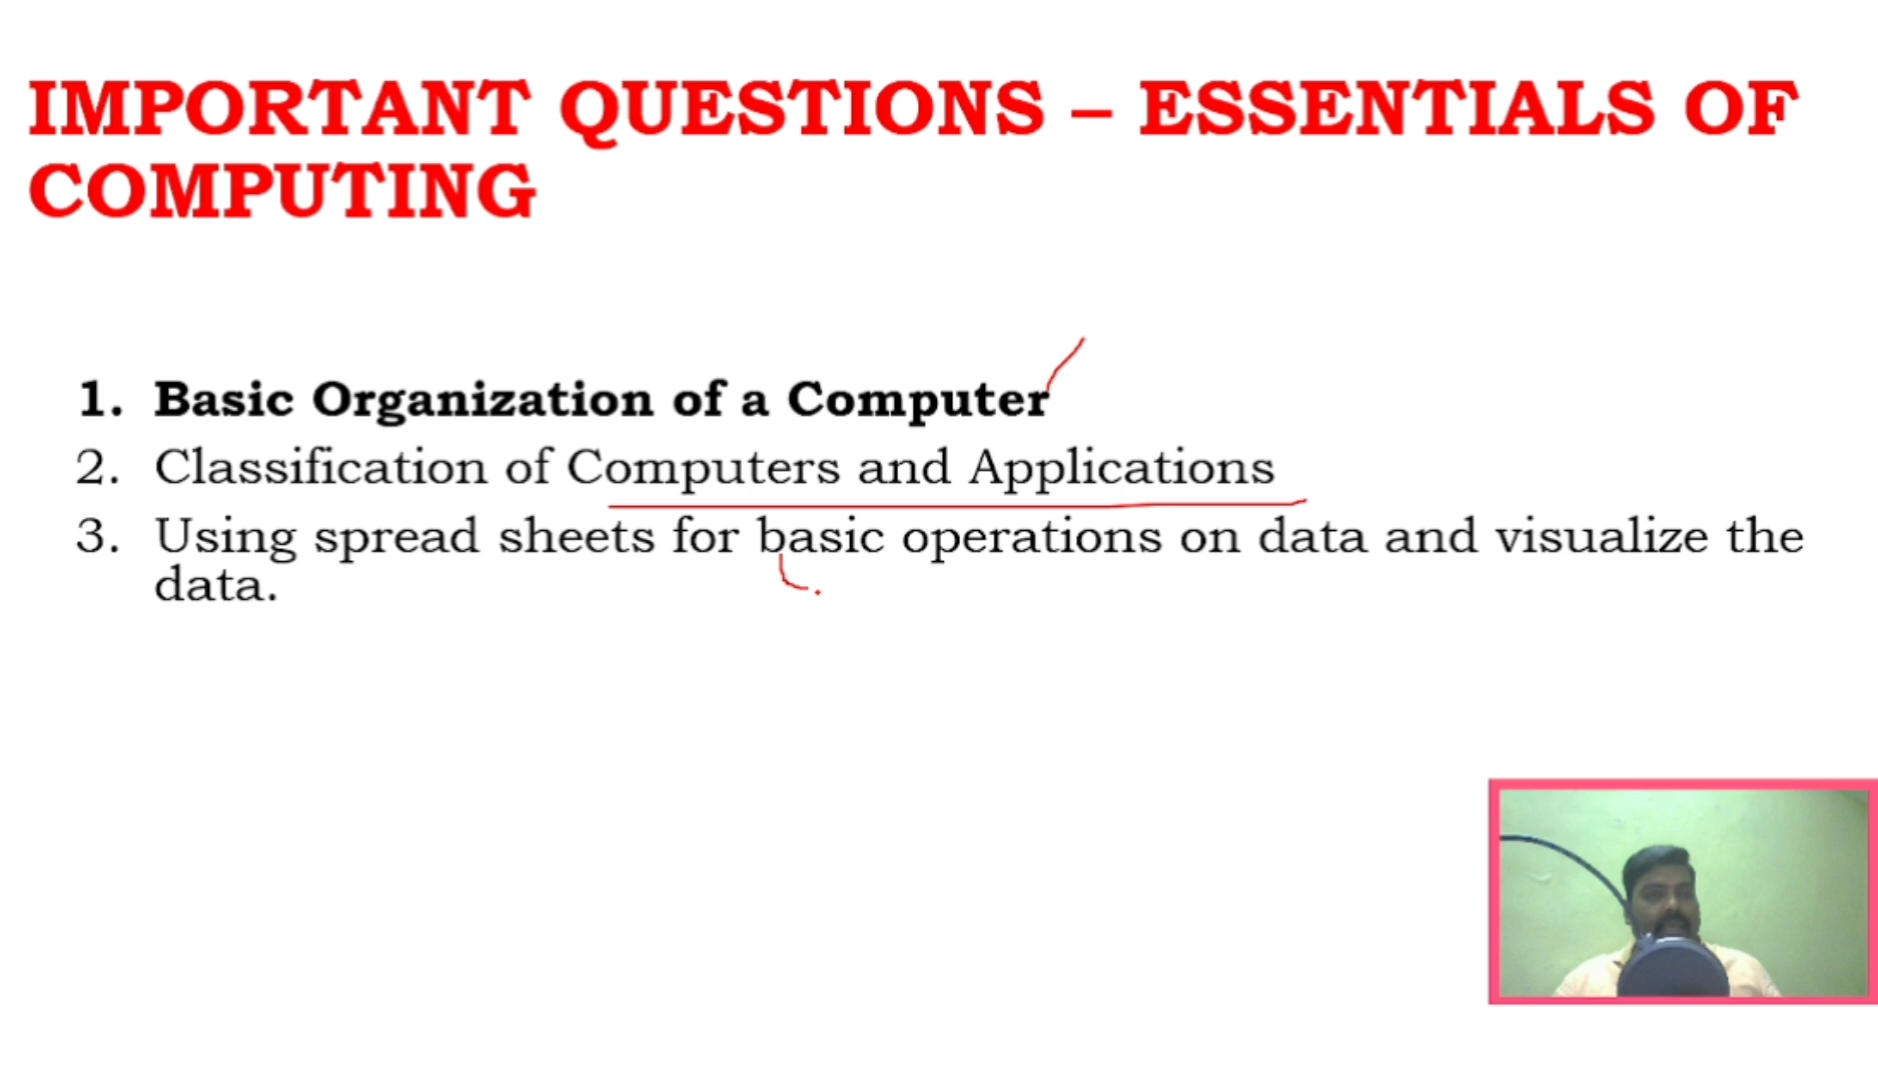 IMPORTANT QUESTIONS – ESSENTIALS OF
COMPUTING
1. Basic Organization of a Computer
2. Classification of Computers and Applications
3. Using spread sheets for basic operations on data and visualize the
data.